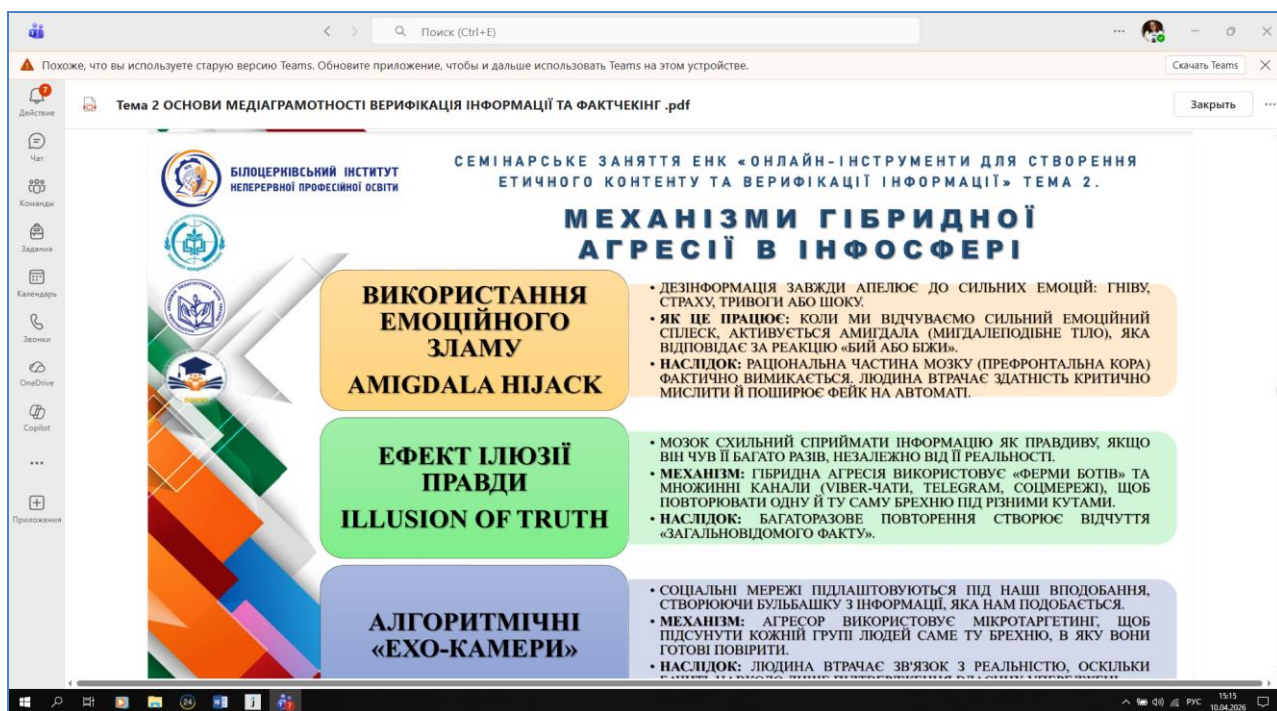 Поиск (Ctrl+E)
Похоже, что вы используете старую версию Teams. Обновите приложение, чтобы и дальше использовать Teams на этом устройстве.
Скачать Teams
7
Действие
Чат
Команды
Задания
Календарь
Звонки
OneDrive
Copilot
Приложения
Тема 2 ОСНОВИ МЕДІАГРАМОТНОСТІ ВЕРИФІКАЦІЯ ІНФОРМАЦІЇ ТА ФАКТЧЕКІНГ .pdf
Закрыть
БІЛОЦЕРКІВСЬКИЙ ІНСТИТУТ
НЕПЕРЕРВНОЇ ПРОФЕСІЙНОЇ ОСВІТИ
СЕМІНАРСЬКЕ ЗАНЯТТЯ ЕНК «ОНЛАЙН-ІНСТРУМЕНТИ ДЛЯ СТВОРЕННЯ
ЕТИЧНОГО КОНТЕНТУ ТА ВЕРИФІКАЦІЇ ІНФОРМАЦІЇ» ТЕМА 2.
МЕХАНІЗМИ ГІБРИДНОЇ
АГРЕСІЇ В ІНФОСФЕРІ
ВИКОРИСТАННЯ
ЕМОЦІЙНОГО
ЗЛАМУ
AMIGDALA HIJACK
• ДЕЗІНФОРМАЦІЯ ЗАВЖДИ АПЕЛЮЄ ДО СИЛЬНИХ ЕМОЦІЙ: ГНІВУ,
СТРАХУ, ТРИВОГИ АБО ШОКУ.
• ЯК ЦЕ ПРАЦЮЄ: КОЛИ МИ ВІДЧУВАЄМО СИЛЬНИЙ ЕМОЦІЙНИЙ
СПЛЕСК, АКТИВУЄТЬСЯ АМИГДАЛА (МИГДАЛЕПОДІБНЕ ТІЛО), ЯКА
ВІДПОВІДАЄ ЗА РЕАКЦІЮ «БИЙ АБО БІЖИ».
• НАСЛІДОК: РАЦІОНАЛЬНА ЧАСТИНА МОЗКУ (ПРЕФРОНТАЛЬНА КОРА)
ФАКТИЧНО ВИМИКАЄТЬСЯ. ЛЮДИНА ВТРАЧАЄ ЗДАТНІСТЬ КРИТИЧНО
МИСЛИТИ Й ПОШИРЮЄ ФЕЙК НА АВТОМАТІ.
ЕФЕКТ ІЛЮЗІЇ
ПРАВДИ
ILLUSION OF TRUTH
• МОЗОК СХИЛЬНИЙ СПРИЙМАТИ ІНФОРМАЦІЮ ЯК ПРАВДИВУ, ЯКЩО
ВІН ЧУВ ЇЇ БАГАТО РАЗІВ, НЕЗАЛЕЖНО ВІД ЇЇ РЕАЛЬНОСТІ.
• МЕХАНІЗМ: ГІБРИДНА АГРЕСІЯ ВИКОРИСТОВУЄ «ФЕРМИ БОТІВ» ТА
МНОЖИННІ КАНАЛИ (VIBER-ЧАТИ, TELEGRAM, СОЦМЕРЕЖІ), ЩОБ
ПОВТОРЮВАТИ ОДНУ Й ТУ САМУ БРЕХНЮ ПІД РІЗНИМИ КУТАМИ.
• НАСЛІДОК: БАГАТОРАЗОВЕ ПОВТОРЕННЯ СТВОРЮЄ ВІДЧУТТЯ
«ЗАГАЛЬНОВІДОМОГО ФАКТУ».
АЛГОРИТМІЧНІ
«ЕХО-КАМЕРИ»
• СОЦІАЛЬНІ МЕРЕЖІ ПІДЛАШТОВУЮТЬСЯ ПІД НАШІ ВПОДОБАННЯ,
СТВОРЮЮЧИ БУЛЬБАШКУ З ІНФОРМАЦІЇ, ЯКА НАМ ПОДОБАЄТЬСЯ.
• МЕХАНІЗМ: АГРЕСОР ВИКОРИСТОВУЄ МІКРОТАРГЕТИНГ, ЩОБ
ПІДСУНУТИ КОЖНІЙ ГРУПІ ЛЮДЕЙ САМЕ ТУ БРЕХНЮ, В ЯКУ ВОНИ
ГОТОВІ ПОВІРИТИ.
• НАСЛІДОК: ЛЮДИНА ВТРАЧАЄ ЗВ'ЯЗОК З РЕАЛЬНІСТЮ, ОСКІЛЬКИ
24
РУС
15:15
10.04.2026